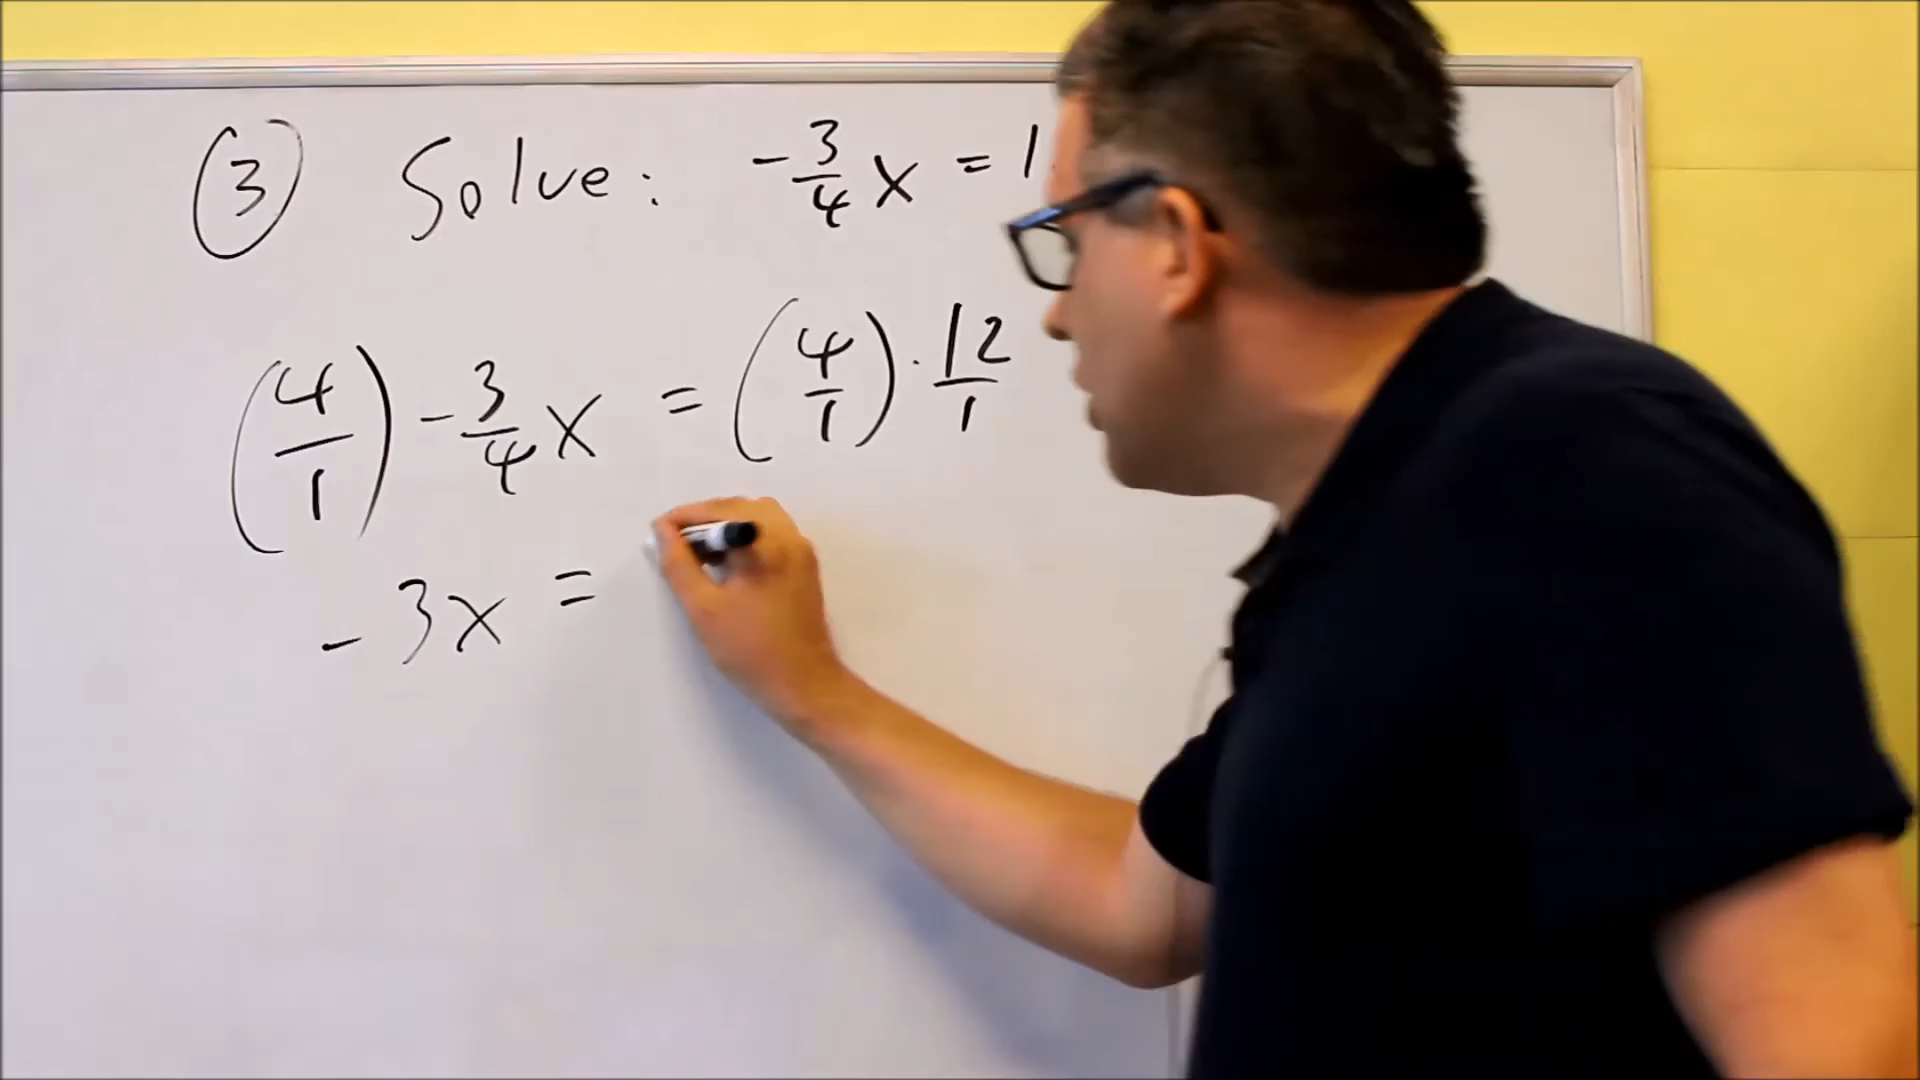 ③ Solve: -3/4 x = 1
(4/1) -3/4 x = (4/1) · 12/1
-3x =